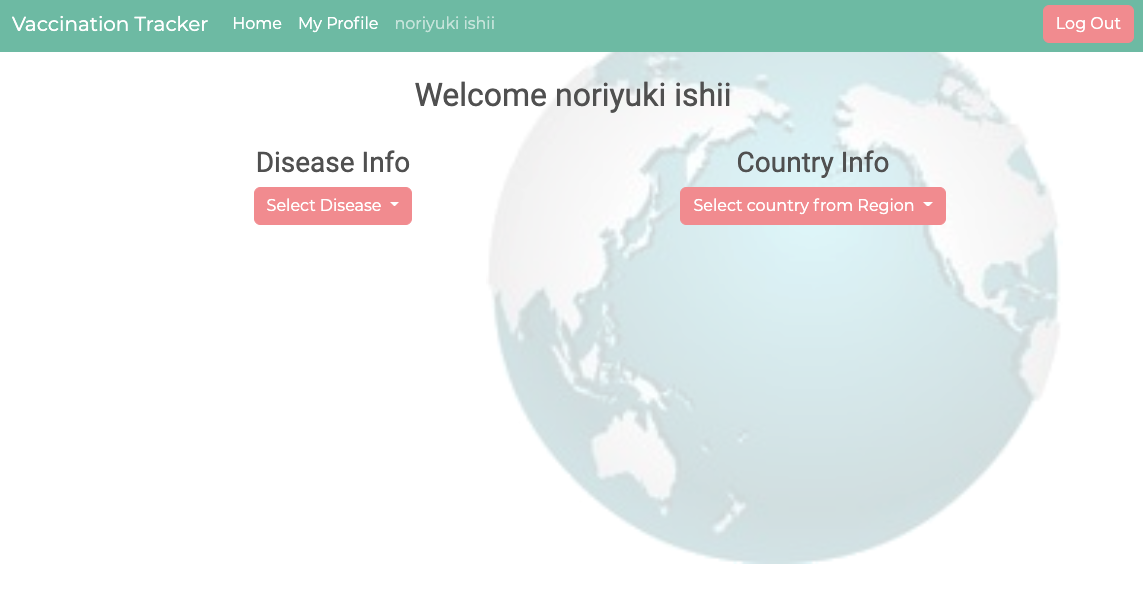 Vaccination Tracker Home My Profile noriyuki ishii Log Out
Welcome noriyuki ishii
Disease Info
Select Disease
Country Info
Select country from Region